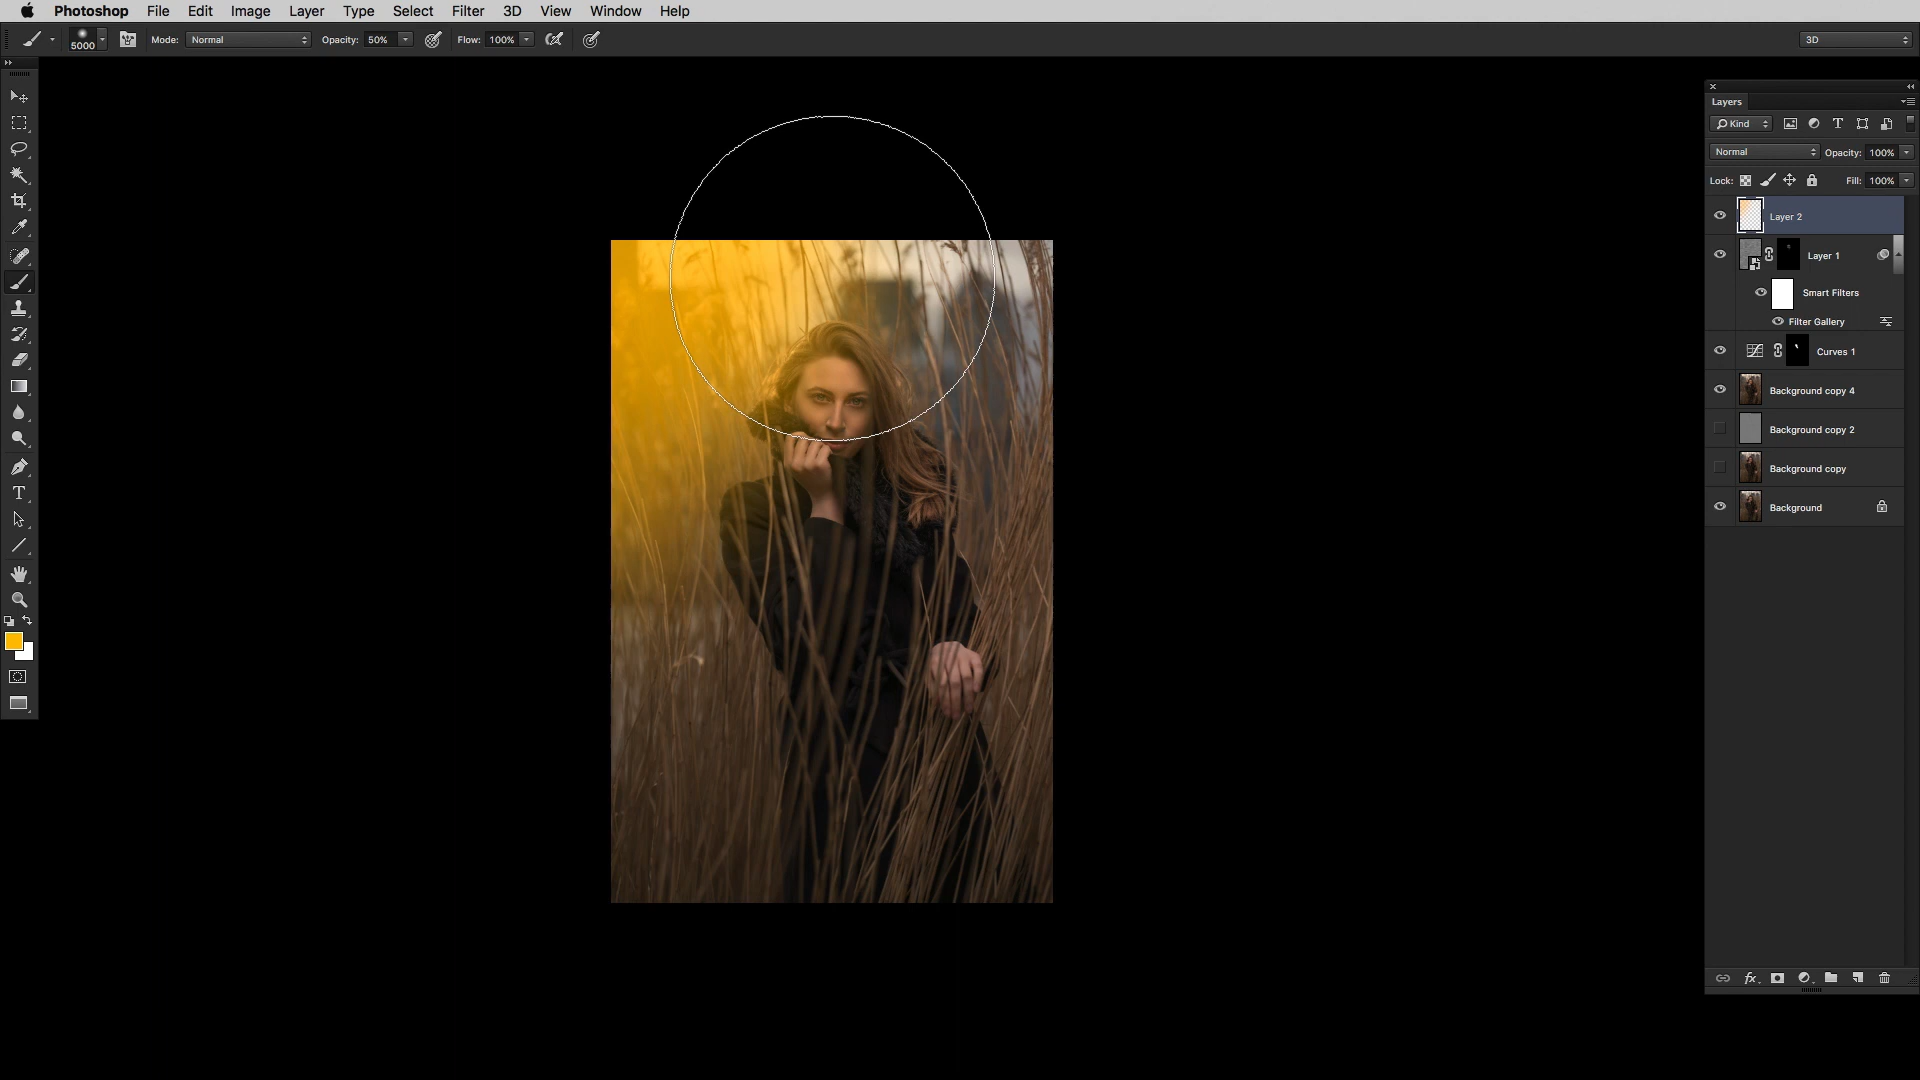 Photoshop File Edit Image Layer Type Select Filter 3D View Window Help
5000 Mode: Normal Opacity: 50% Flow: 100% 3D
Layers
Kind
Normal Opacity: 100%
Lock: Fill: 100%
Layer 2
Layer 1
Smart Filters
Filter Gallery
Curves 1
Background copy 4
Background copy 2
Background copy
Background
fx